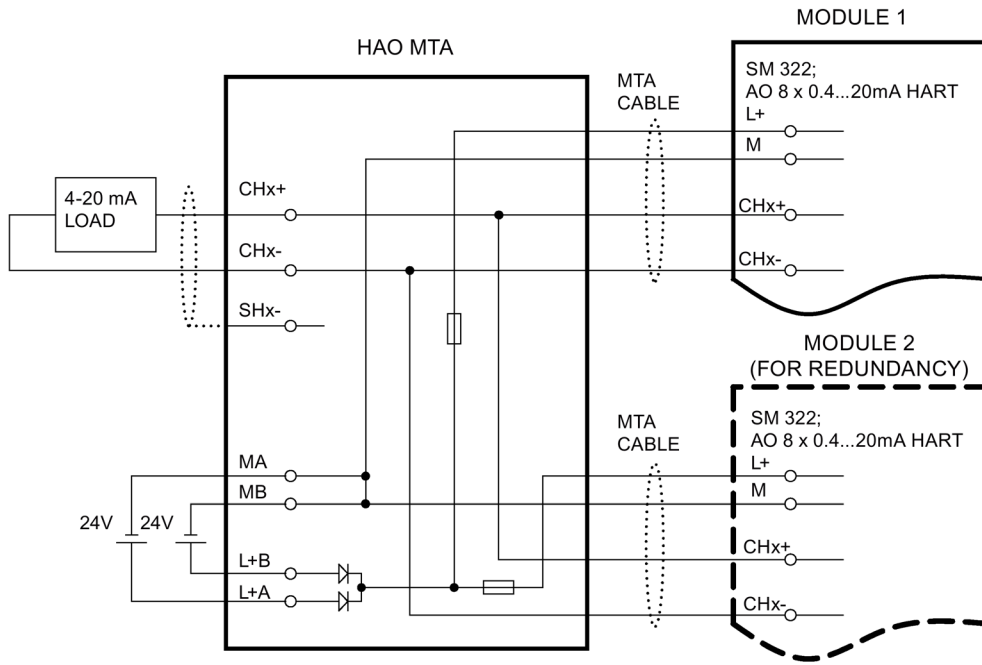 MODULE 1
HAO MTA
MTA
CABLE
SM 322;
AO 8 x 0.4...20mA HART
L+
M
CHx+
CHx-
4-20 mA
LOAD
CHx+
CHx-
SHx-
MODULE 2
(FOR REDUNDANCY)
MTA
CABLE
SM 322;
AO 8 x 0.4...20mA HART
L+
M
CHx+
CHx-
MA
MB
24V
24V
L+B
L+A